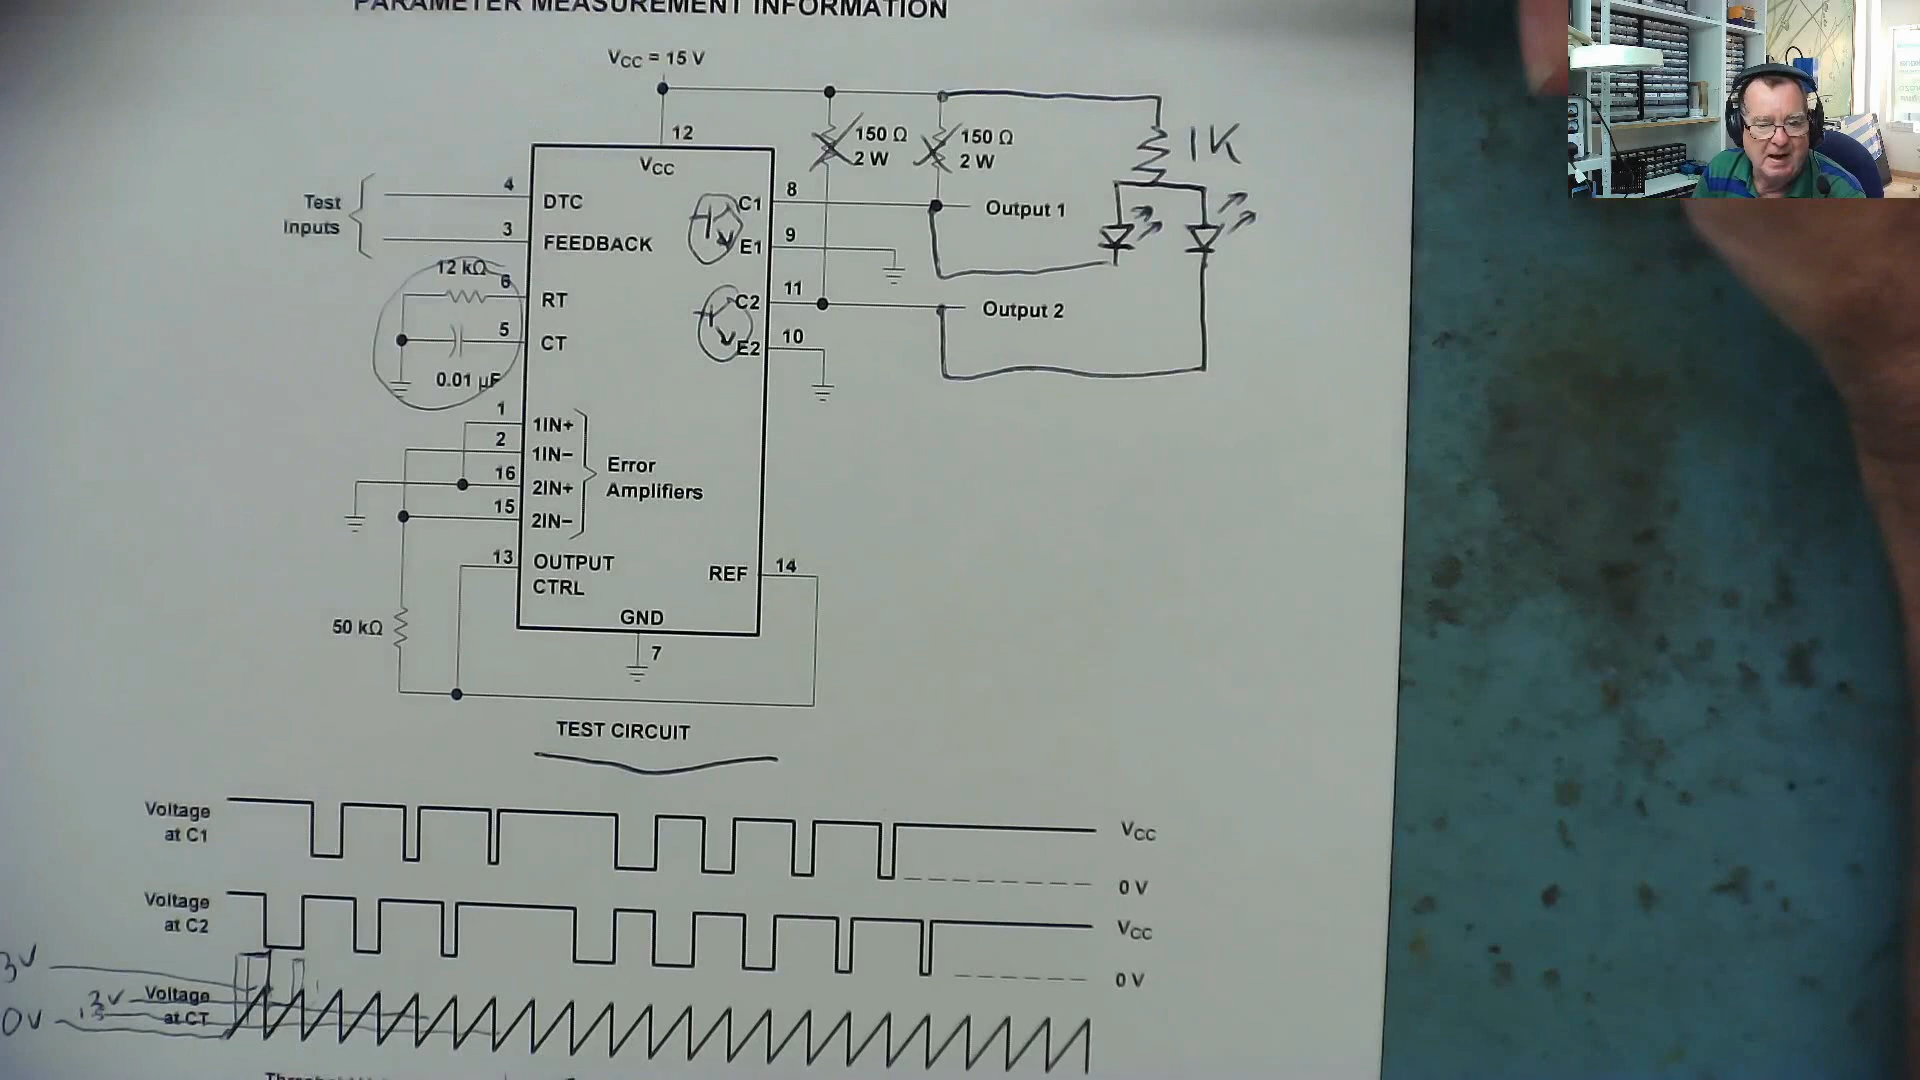 PARAMETER MEASUREMENT INFORMATION
VCC = 15 V
12
VCC
150 Ω
2 W
150 Ω
2 W
1K
Test
Inputs
4
DTC
3
FEEDBACK
C1
8
Output 1
E1
9
12 kΩ
6
RT
5
CT
0.01 µF
C2
11
Output 2
E2
10
1
1IN+
2
1IN−
16
2IN+
15
2IN−
Error
Amplifiers
13
OUTPUT
CTRL
REF
14
50 kΩ
GND
7
TEST CIRCUIT
Voltage
at C1
VCC
0 V
Voltage
at C2
VCC
0 V
3V
3V
Voltage
at CT
0V